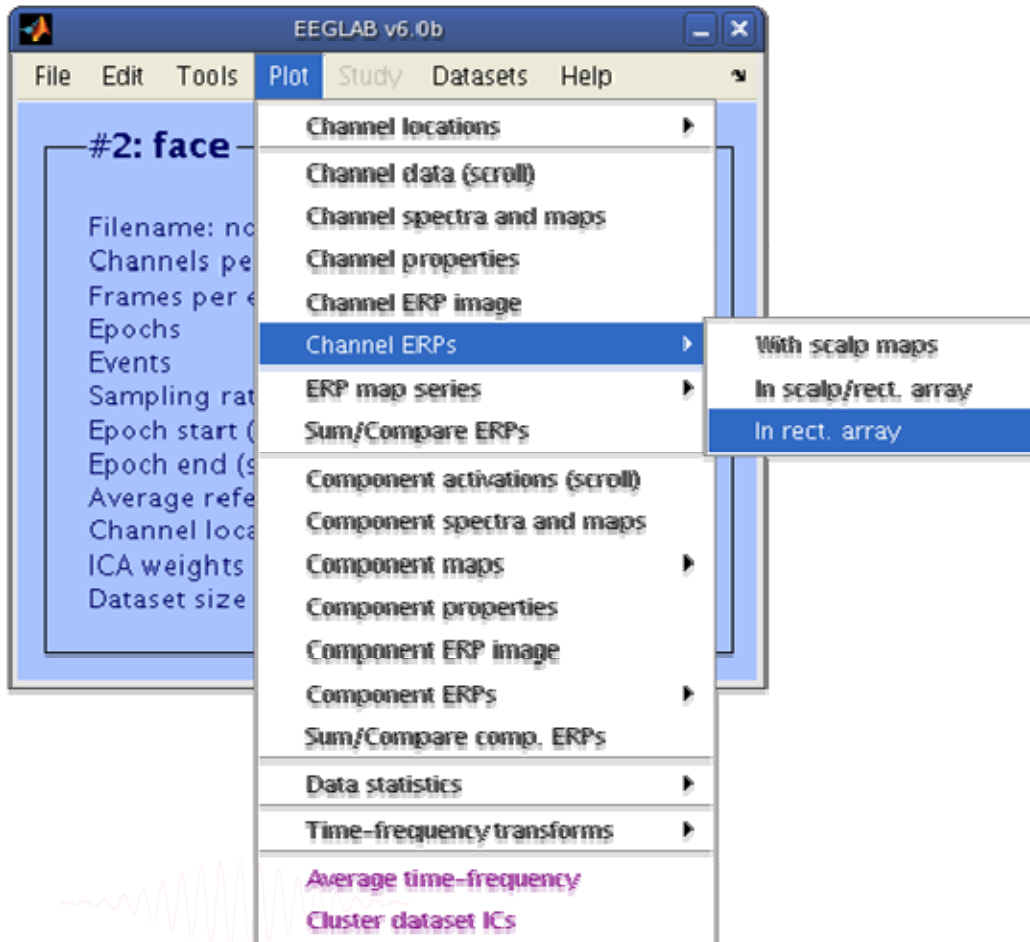 EEGLAB v6.0b
File Edit Tools Plot Study Datasets Help
#2: face
Filename: no
Channels pe
Frames per e
Epochs
Events
Sampling rat
Epoch start (
Epoch end (s
Average refe
Channel loca
ICA weights
Dataset size
Channel locations
Channel data (scroll)
Channel spectra and maps
Channel properties
Channel ERP image
Channel ERPs
ERP map series
Sum/Compare ERPs
Component activations (scroll)
Component spectra and maps
Component maps
Component properties
Component ERP image
Component ERPs
Sum/Compare comp. ERPs
Data statistics
Time-frequency transforms
Average time-frequency
Cluster dataset ICs
With scalp maps
In scalp/rect. array
In rect. array